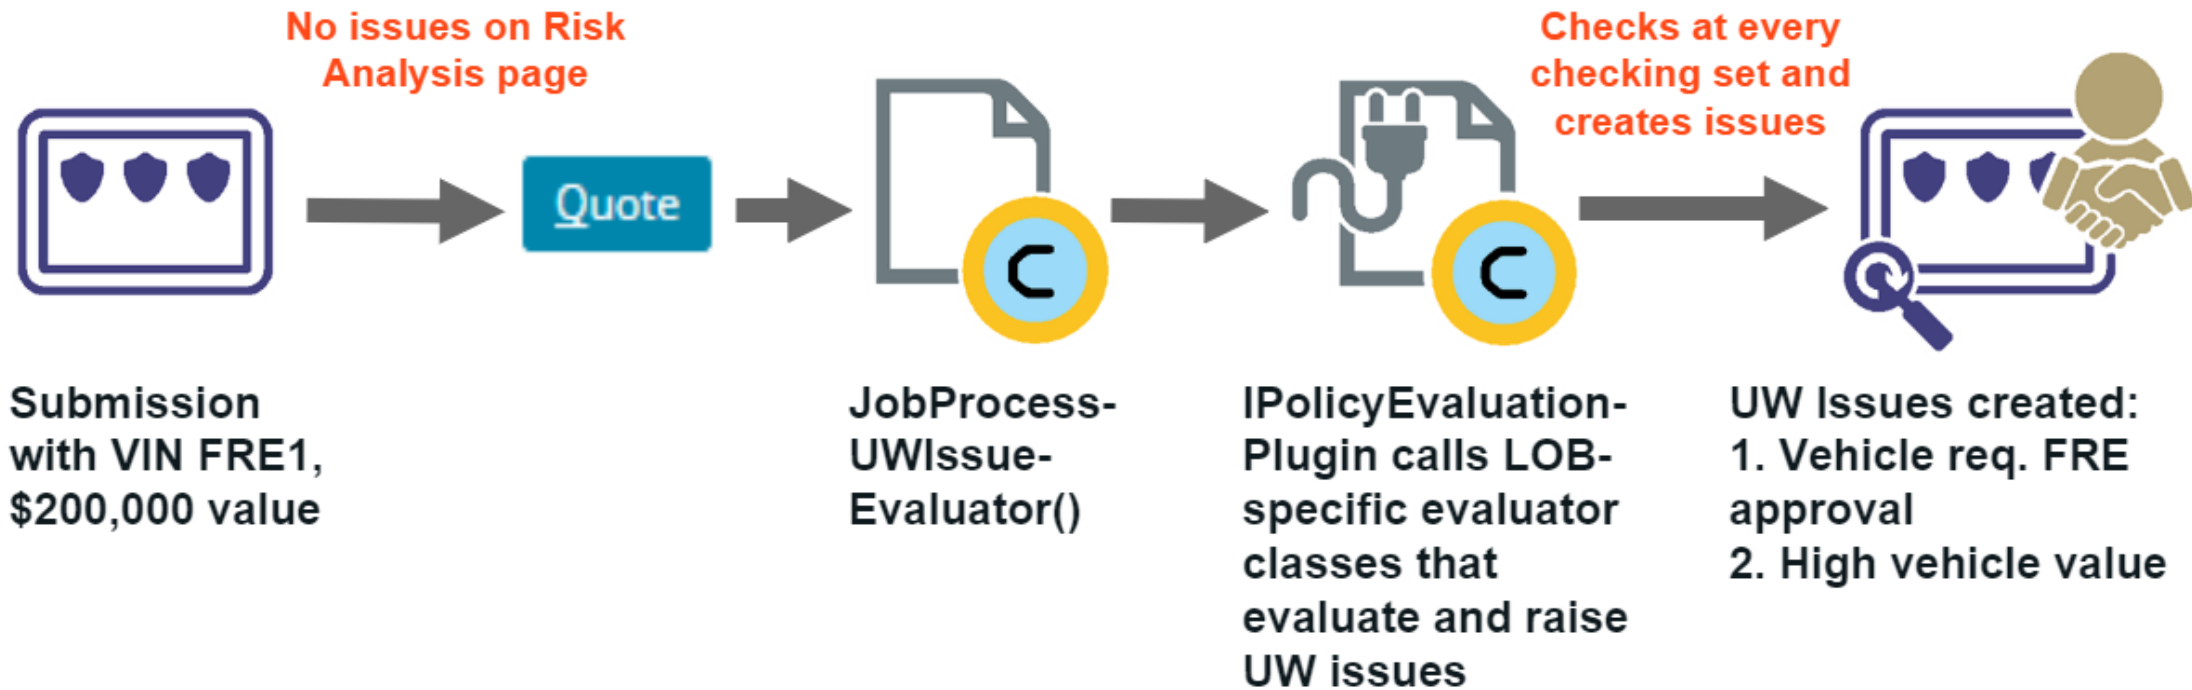 No issues on Risk
Analysis page
Checks at every
checking set and
creates issues
Quote
C
C
Submission
with VIN FRE1,
$200,000 value
JobProcess-
UWIssue-
Evaluator()
IPolicyEvaluation-
Plugin calls LOB-
specific evaluator
classes that
evaluate and raise
UW issues
UW Issues created:
1. Vehicle req. FRE
approval
2. High vehicle value